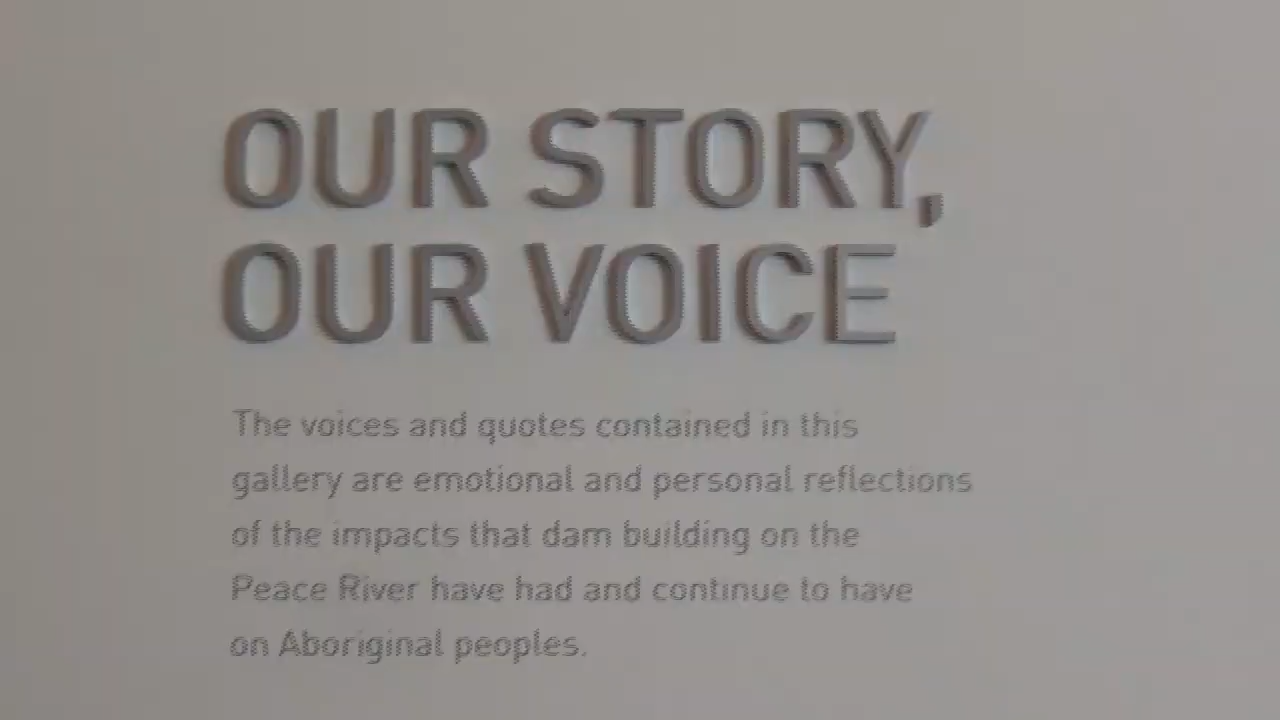 OUR STORY,
OUR VOICE
The voices and quotes contained in this
gallery are emotional and personal reflections
of the impacts that dam building on the
Peace River have had and continue to have
on Aboriginal peoples.